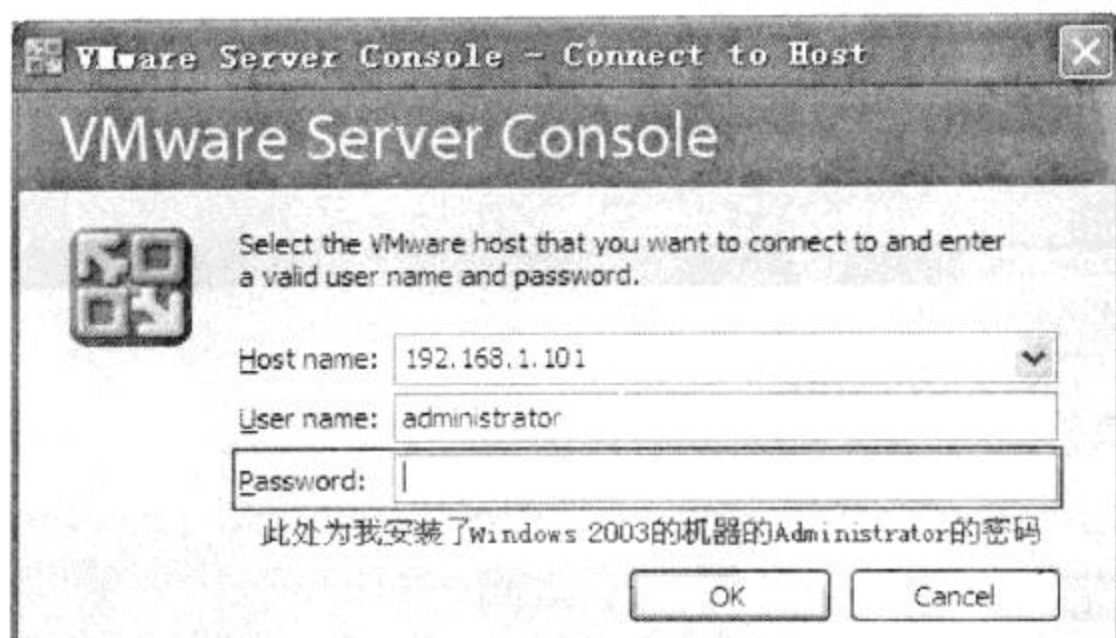 VMware Server Console - Connect to Host
VMware Server Console
Select the VMware host that you want to connect to and enter
a valid user name and password.
Host name: 192.168.1.101
User name: administrator
Password:
此处为我安装了Windows 2003的机器的Administrator的密码
OK Cancel